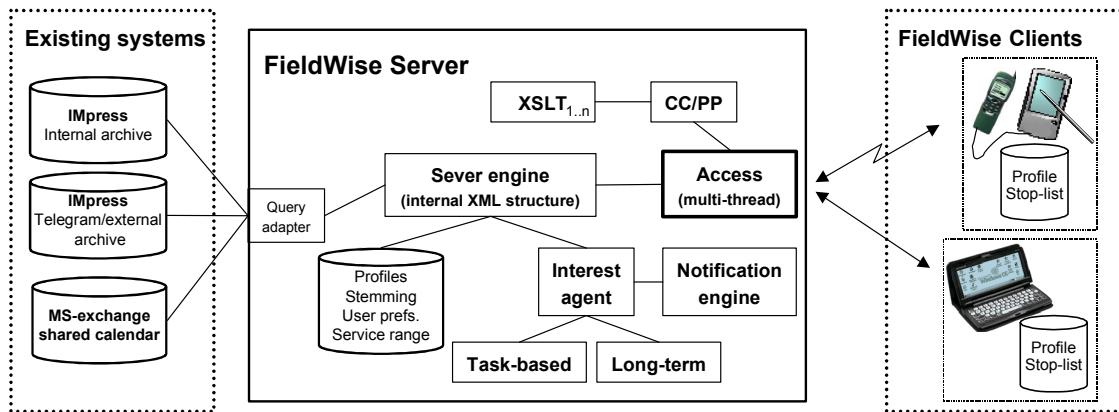 Existing systems
IMpress
Internal archive
IMpress
Telegram/external
archive
MS-exchange
shared calendar
Query
adapter
FieldWise Server
XSLT1..n
CC/PP
Sever engine
(internal XML structure)
Access
(multi-thread)
Profiles
Stemming
User prefs.
Service range
Interest
agent
Notification
engine
Task-based
Long-term
FieldWise Clients
Profile
Stop-list
Profile
Stop-list